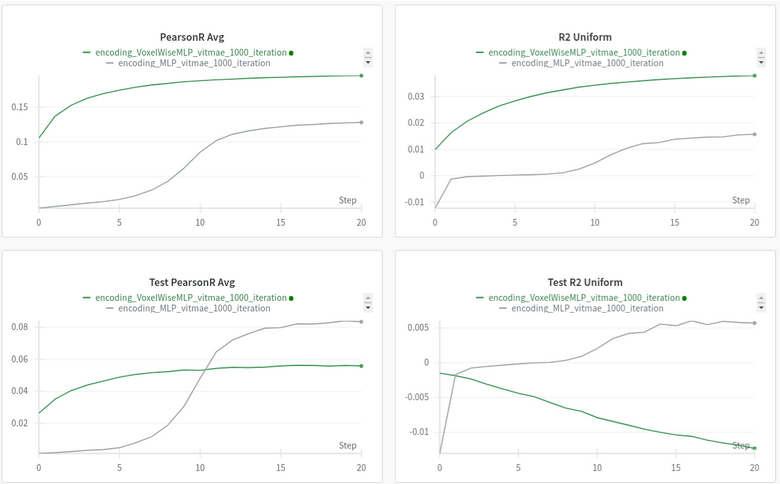 PearsonR Avg
encoding_VoxelWiseMLP_vitmae_1000_iteration
encoding_MLP_vitmae_1000_iteration
0.15
0.1
0.05
Step
0 5 10 15 20
R2 Uniform
encoding_VoxelWiseMLP_vitmae_1000_iteration
encoding_MLP_vitmae_1000_iteration
0.03
0.02
0.01
0
-0.01
Step
0 5 10 15 20
Test PearsonR Avg
encoding_VoxelWiseMLP_vitmae_1000_iteration
encoding_MLP_vitmae_1000_iteration
0.08
0.06
0.04
0.02
Step
0 5 10 15 20
Test R2 Uniform
encoding_VoxelWiseMLP_vitmae_1000_iteration
encoding_MLP_vitmae_1000_iteration
0.005
0
-0.005
-0.01
Step
0 5 10 15 20